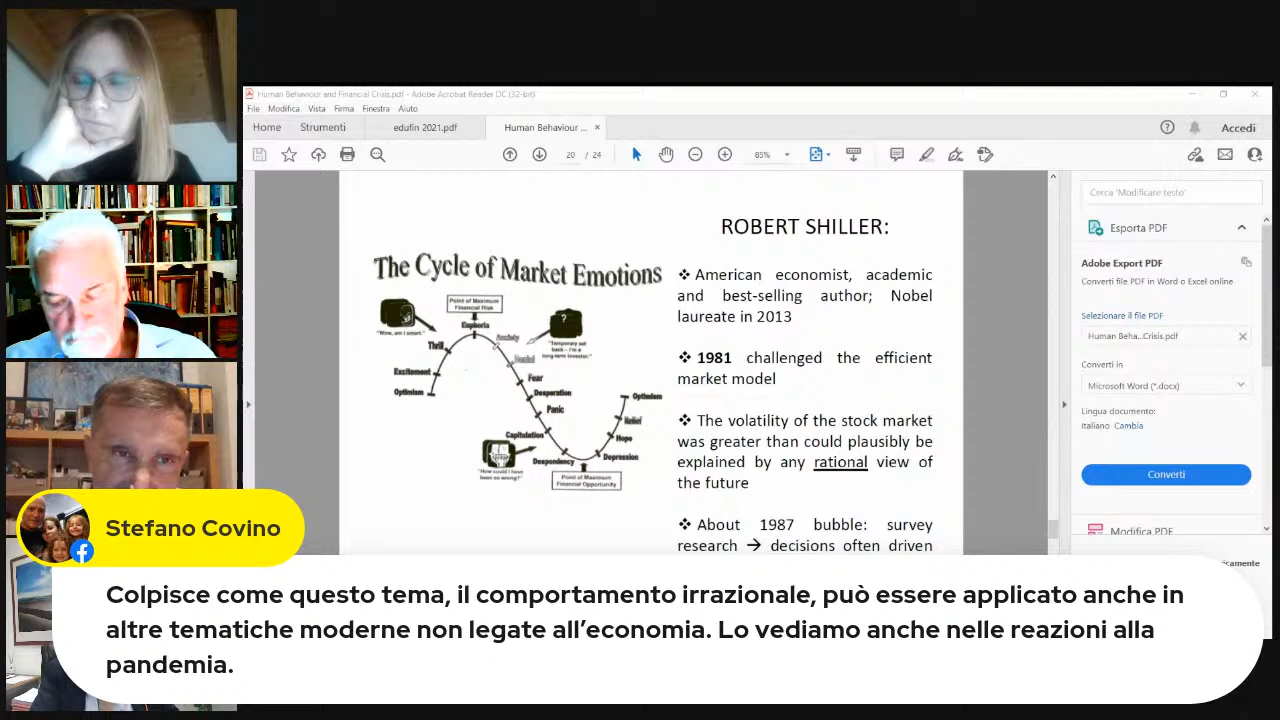 Human Behaviour and Financial Crisis.pdf - Adobe Acrobat Reader DC (32-bit)
File Modifica Vista Firma Finestra Aiuto
Home Strumenti edufin 2021.pdf Human Behaviour ... × Accedi
20 / 24 85%
The Cycle of Market Emotions
Point of Maximum
Financial Risk
"Wow, am I smart."
Euphoria
Anxiety
Thrill
Denial
"Temporary set
back – I'm a
long-term investor."
Excitement
Fear
Optimism
Desperation
Panic
Optimism
Relief
Capitulation
Hope
Despondency
Depression
"How could I have
been so wrong?"
Point of Maximum
Financial Opportunity
ROBERT SHILLER:
❖ American economist, academic
and best-selling author; Nobel
laureate in 2013
❖ 1981 challenged the efficient
market model
❖ The volatility of the stock market
was greater than could plausibly be
explained by any rational view of
the future
❖ About 1987 bubble: survey
research → decisions often driven
Cerca 'Modificare testo'
Esporta PDF
Adobe Export PDF
Converti file PDF in Word o Excel online
Selezionare il file PDF
Human Beha...Crisis.pdf
Converti in
Microsoft Word (*.docx)
Lingua documento:
Italiano Cambia
Converti
Modifica PDF
Stefano Covino
Colpisce come questo tema, il comportamento irrazionale, può essere applicato anche in
altre tematiche moderne non legate all'economia. Lo vediamo anche nelle reazioni alla
pandemia.